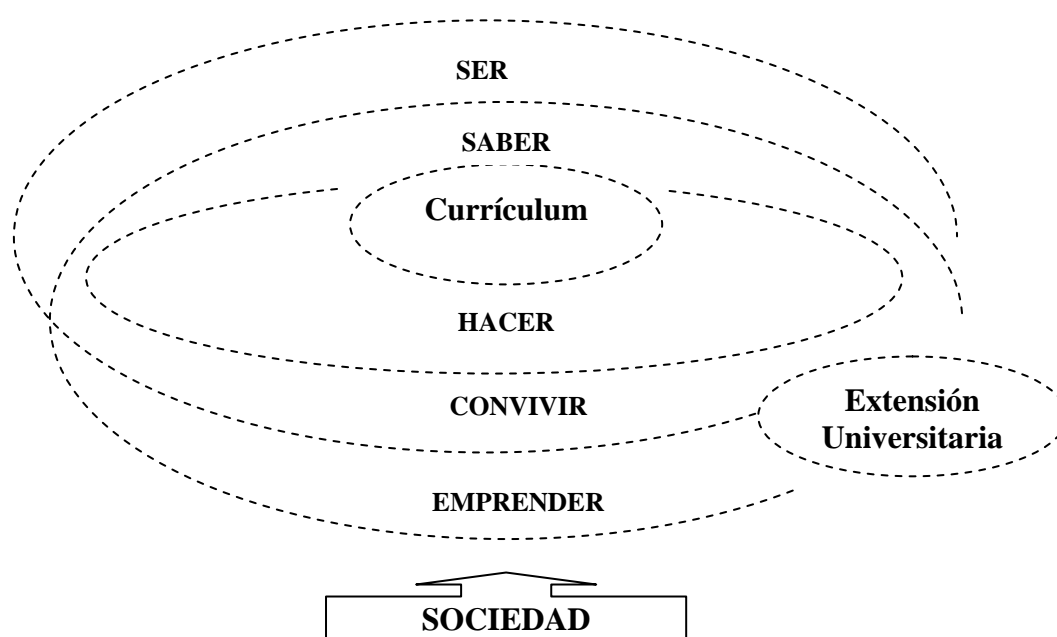 SER
SABER
Currículum
HACER
CONVIVIR
Extensión
Universitaria
EMPRENDER
SOCIEDAD